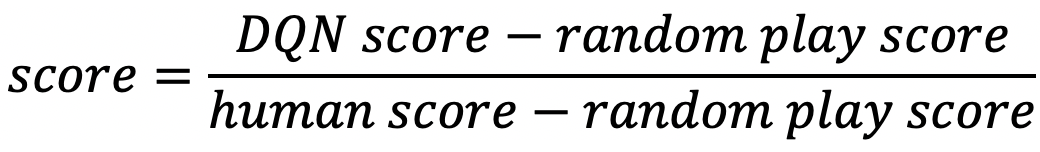 score = DQN score − random play score
human score − random play score